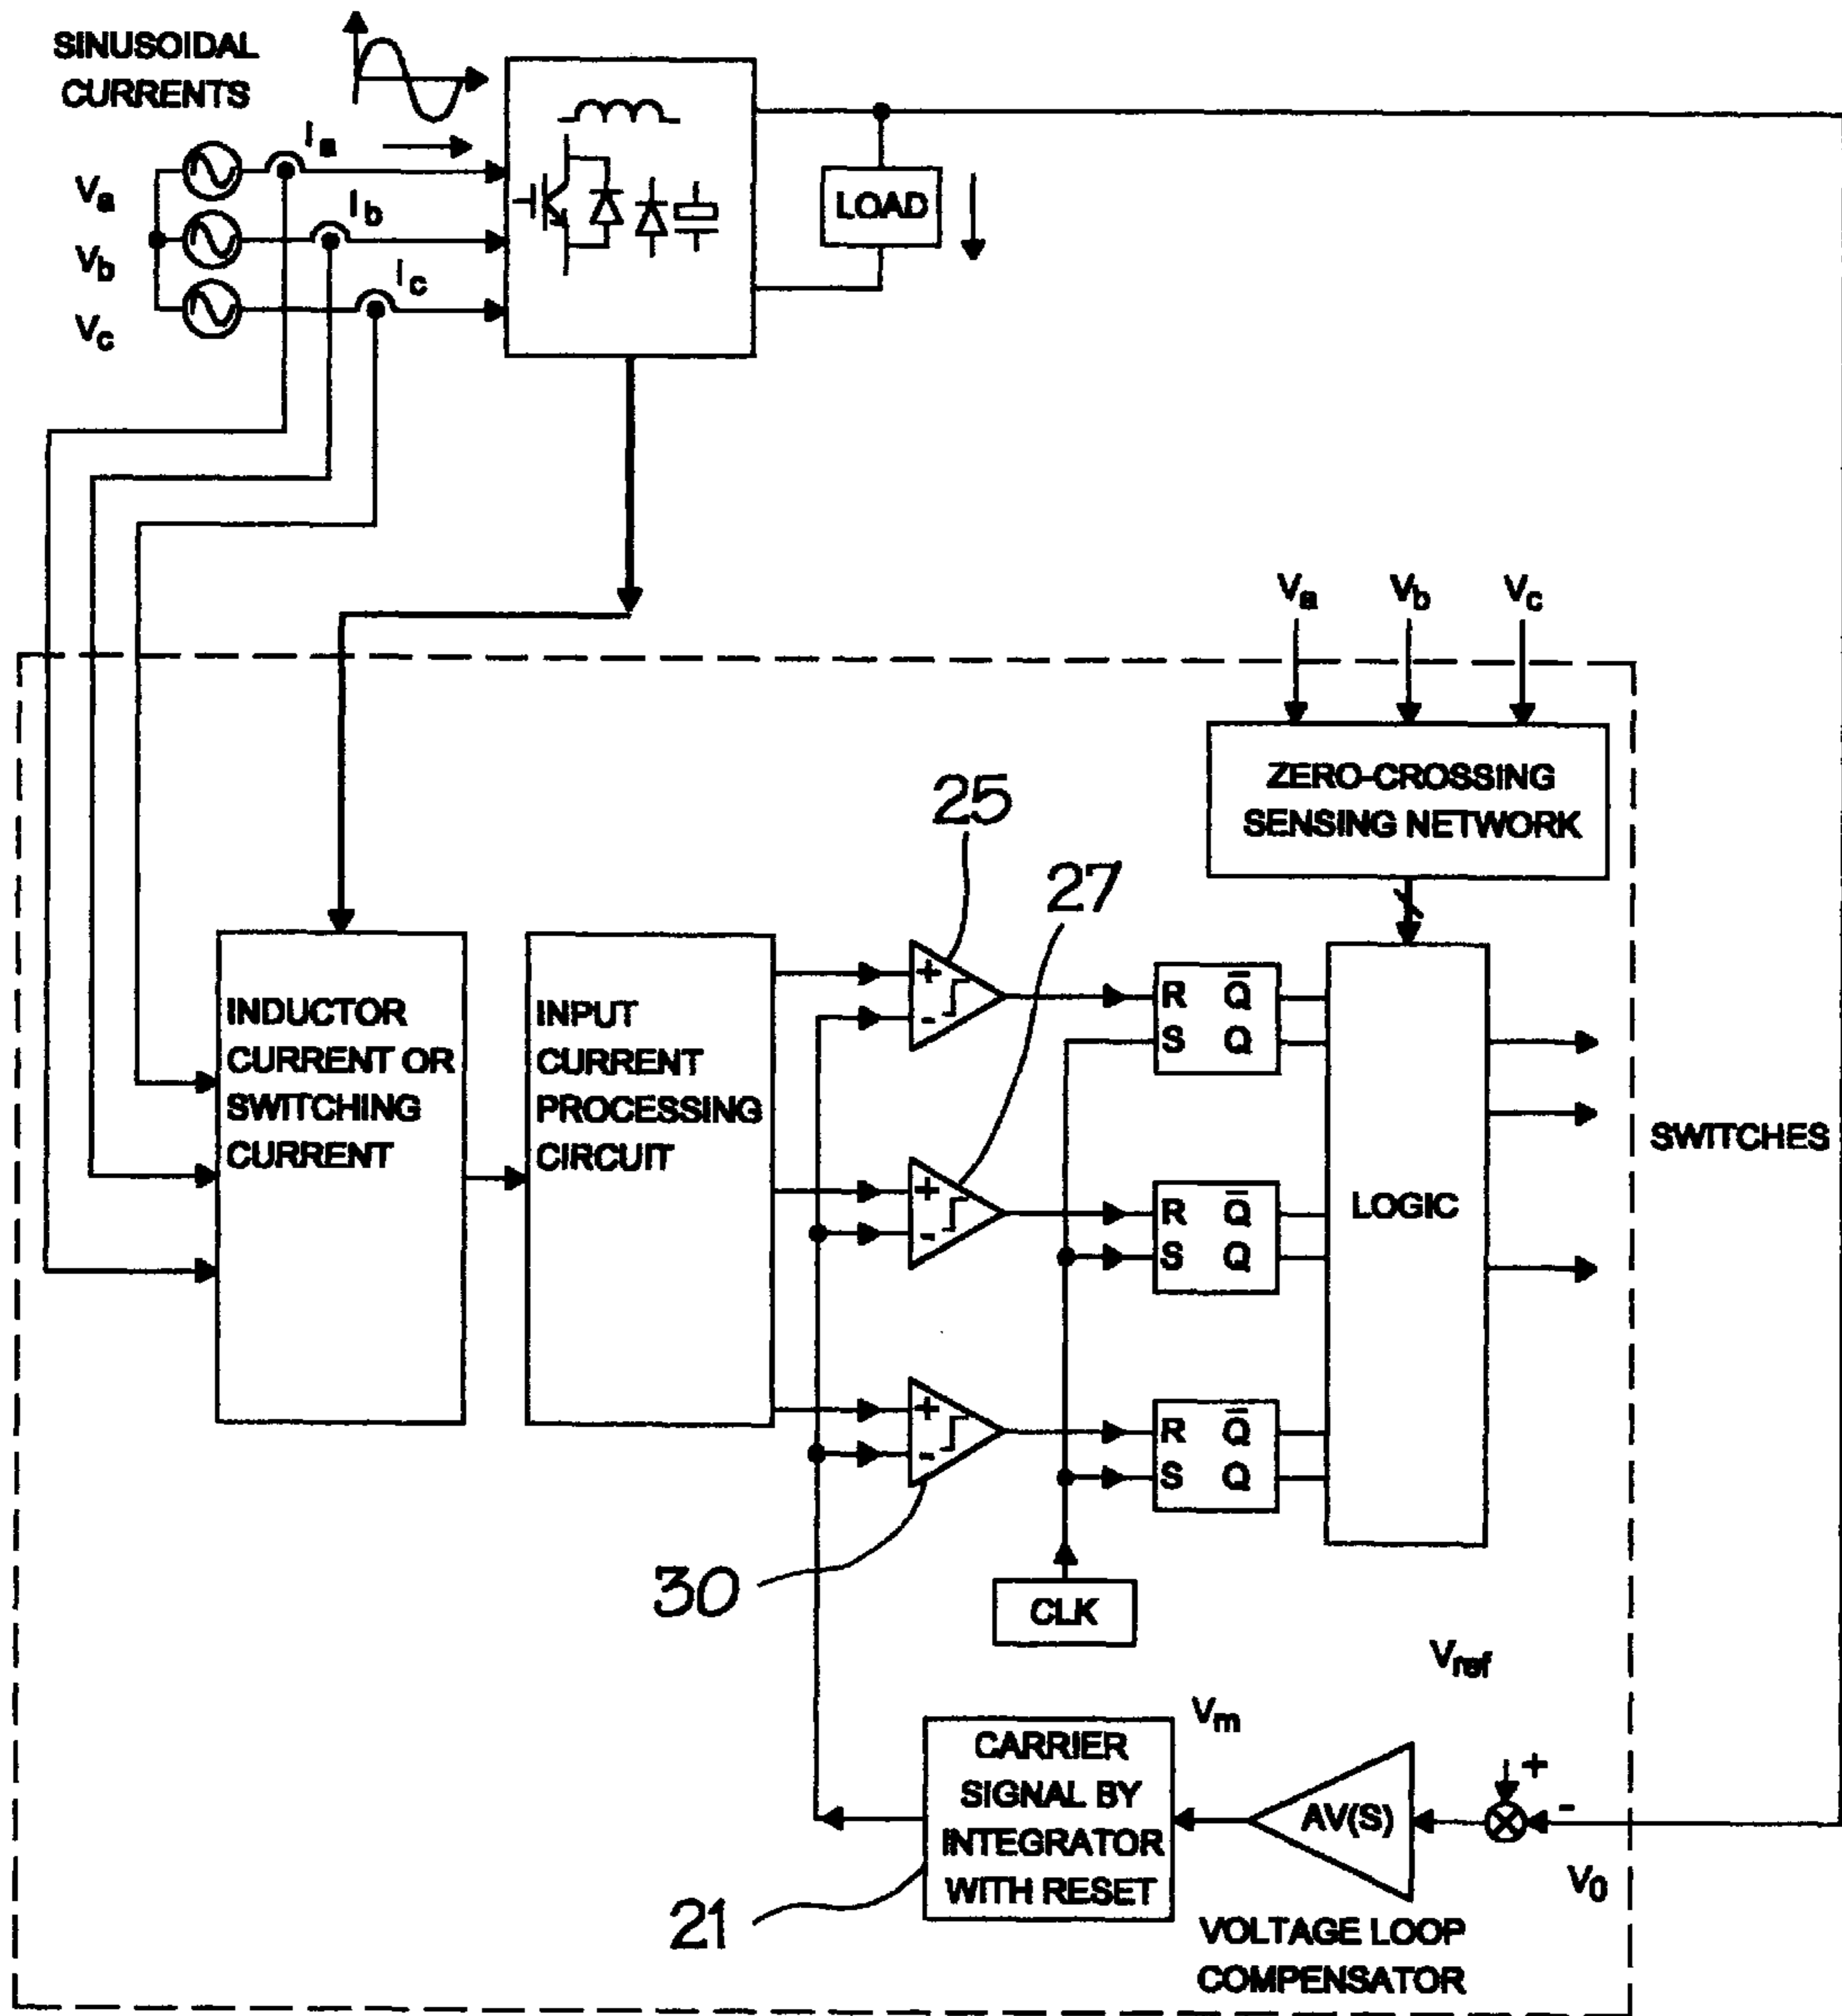 SINUSOIDAL
CURRENTS
Ia
Va
Ib
Vb
Ic
Vc
LOAD
Va
Vb
Vc
ZERO-CROSSING
SENSING NETWORK
25
27
INDUCTOR
CURRENT OR
SWITCHING
CURRENT
INPUT
CURRENT
PROCESSING
CIRCUIT
+
-
R Q̅
S Q
+
-
R Q̅
S Q
LOGIC
SWITCHES
+
-
R Q̅
S Q
30
CLK
Vref
Vm
CARRIER
SIGNAL BY
INTEGRATOR
WITH RESET
AV(S)
+
-
V0
21
VOLTAGE LOOP
COMPENSATOR